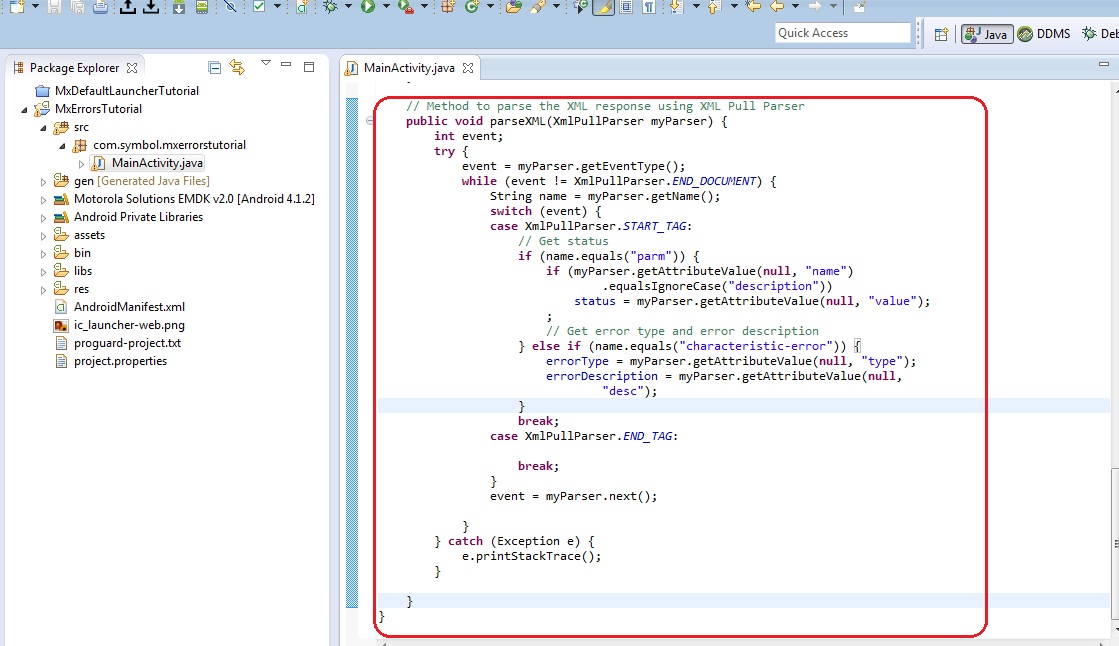 Quick Access
Java
DDMS
Deb
Package Explorer
MxDefaultLauncherTutorial
MxErrorsTutorial
src
com.symbol.mxerrorstutorial
MainActivity.java
gen [Generated Java Files]
Motorola Solutions EMDK v2.0 [Android 4.1.2]
Android Private Libraries
assets
bin
libs
res
AndroidManifest.xml
ic_launcher-web.png
proguard-project.txt
project.properties
MainActivity.java
// Method to parse the XML response using XML Pull Parser
public void parseXML(XmlPullParser myParser) {
int event;
try {
event = myParser.getEventType();
while (event != XmlPullParser.END_DOCUMENT) {
String name = myParser.getName();
switch (event) {
case XmlPullParser.START_TAG:
// Get status
if (name.equals("parm")) {
if (myParser.getAttributeValue(null, "name")
.equalsIgnoreCase("description"))
status = myParser.getAttributeValue(null, "value");
;
// Get error type and error description
} else if (name.equals("characteristic-error")) {
errorType = myParser.getAttributeValue(null, "type");
errorDescription = myParser.getAttributeValue(null,
"desc");
}
break;
case XmlPullParser.END_TAG:
break;
}
event = myParser.next();
}
} catch (Exception e) {
e.printStackTrace();
}
}
}